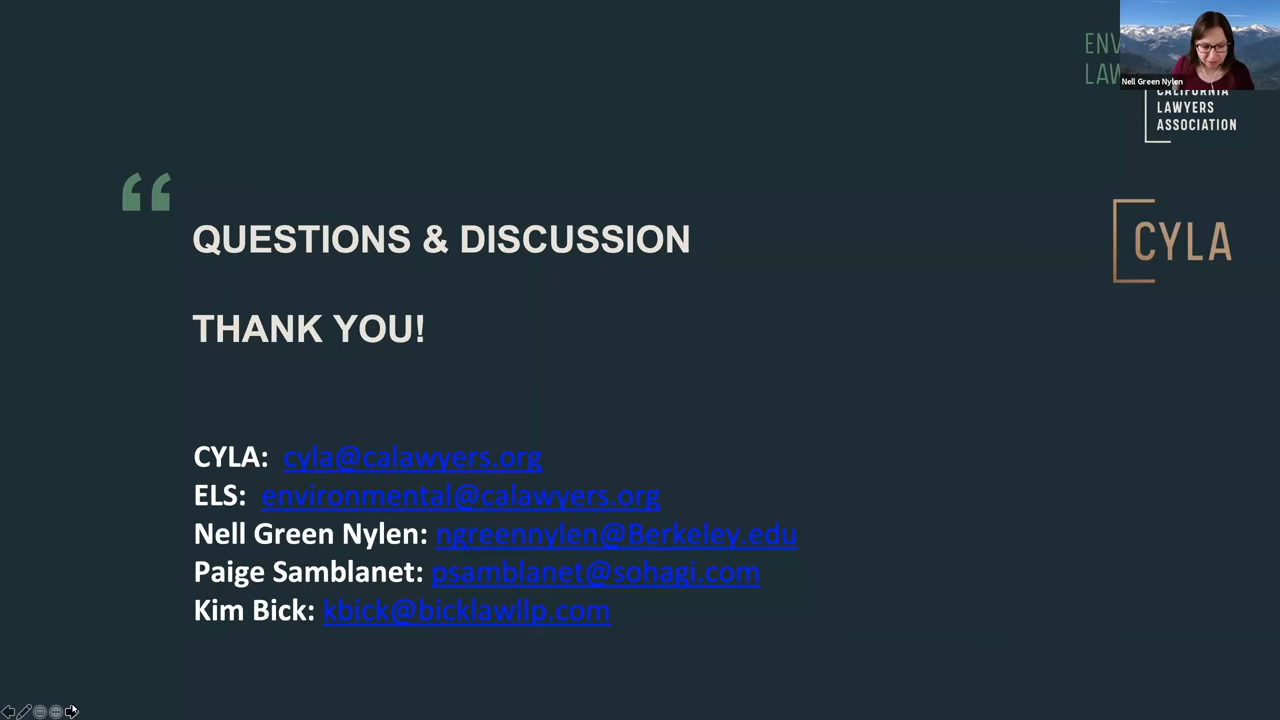 ENV
LAW
Nell Green Nylen
CALIFORNIA
LAWYERS
ASSOCIATION
CYLA
“
QUESTIONS & DISCUSSION
THANK YOU!
CYLA: cyla@calawyers.org
ELS: environmental@calawyers.org
Nell Green Nylen: ngreennylen@Berkeley.edu
Paige Samblanet: psamblanet@sohagi.com
Kim Bick: kbick@bicklawllp.com